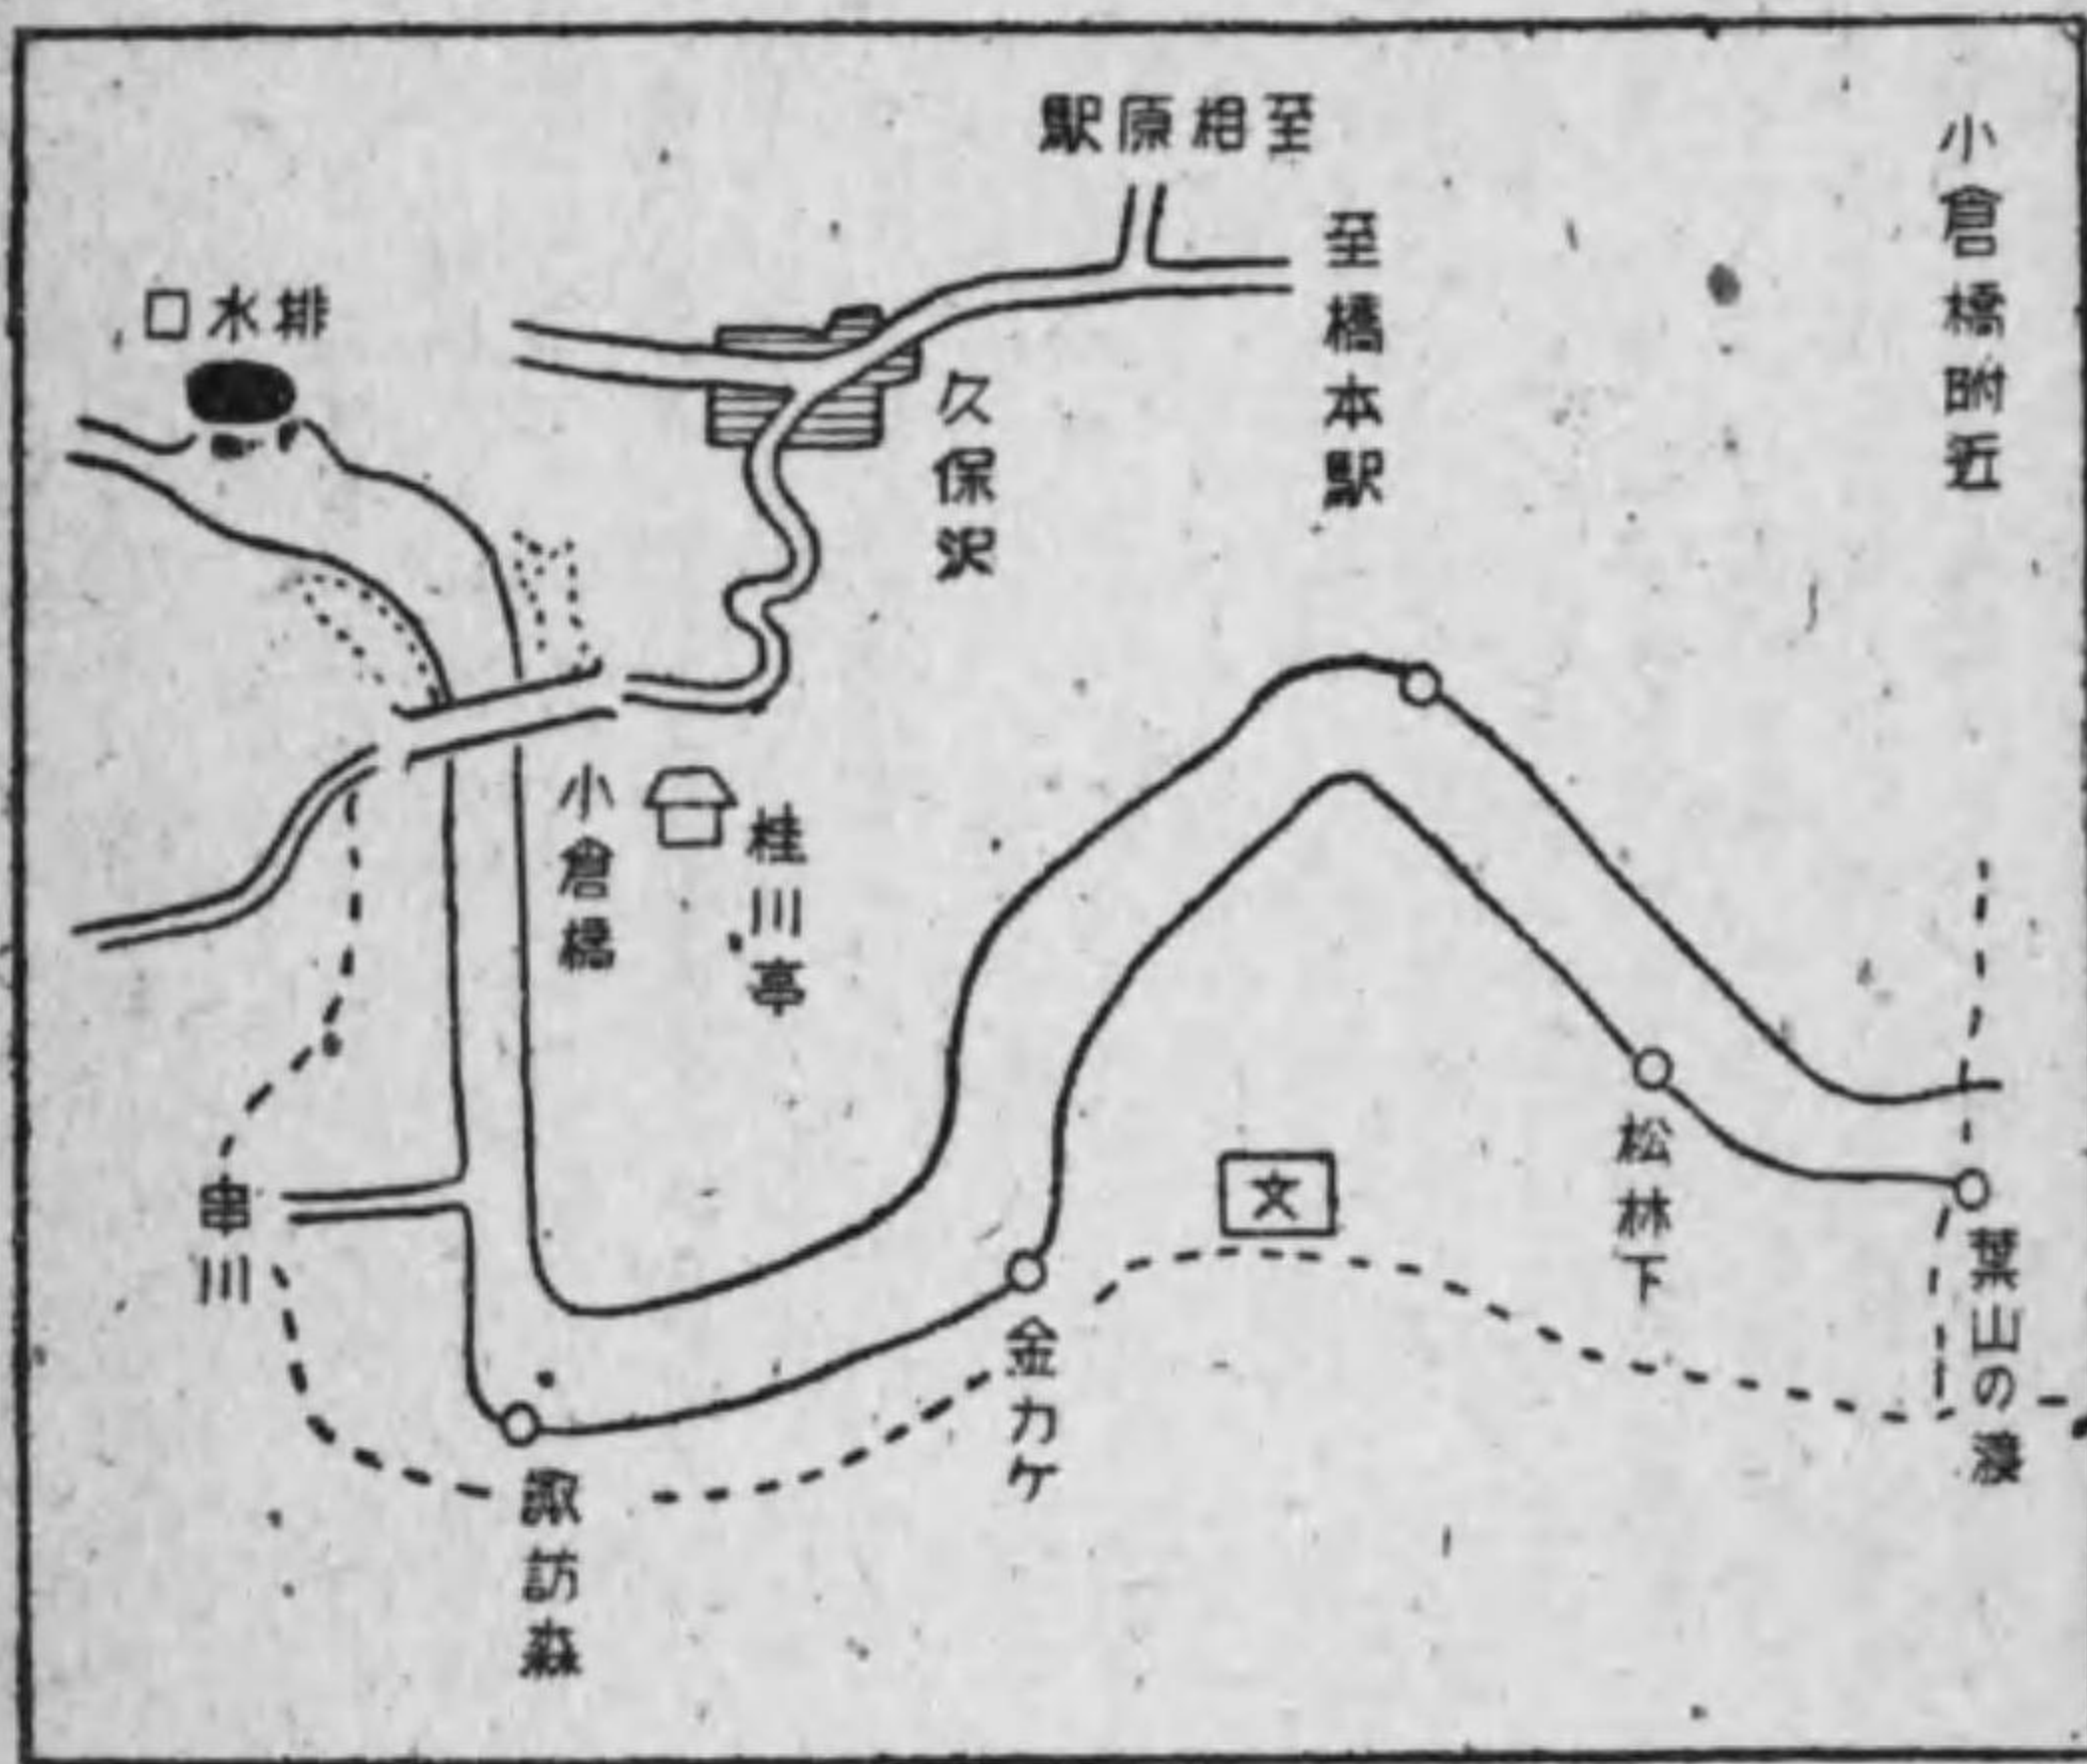 小倉橋附近
至相原駅
至橋本駅
久保沢
排水口
小倉橋
桂川亭
串川
文
松林下
葉山の瀑
金カケ
諏訪森